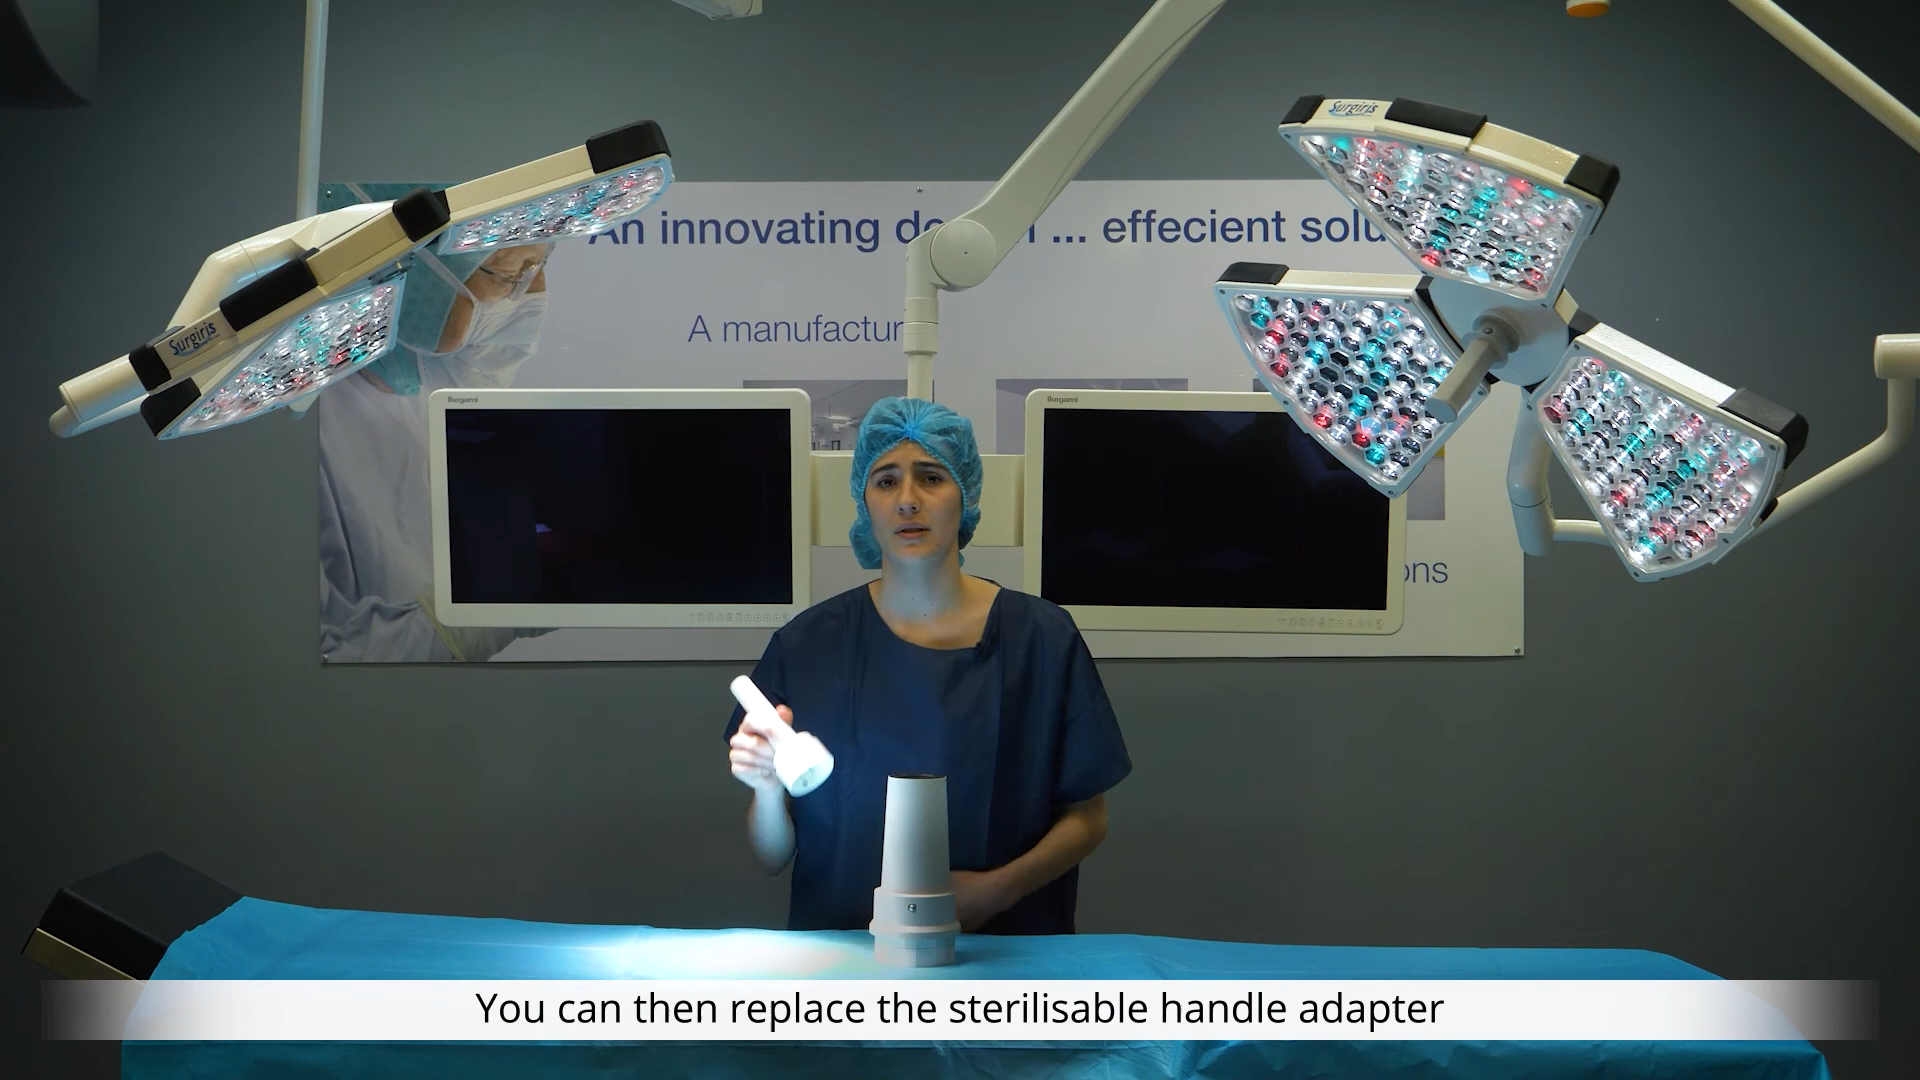 Surgiris
An innovating de ... effecient solu
A manufactur
Surgiris
Ikegami
Ikegami
ons
You can then replace the sterilisable handle adapter